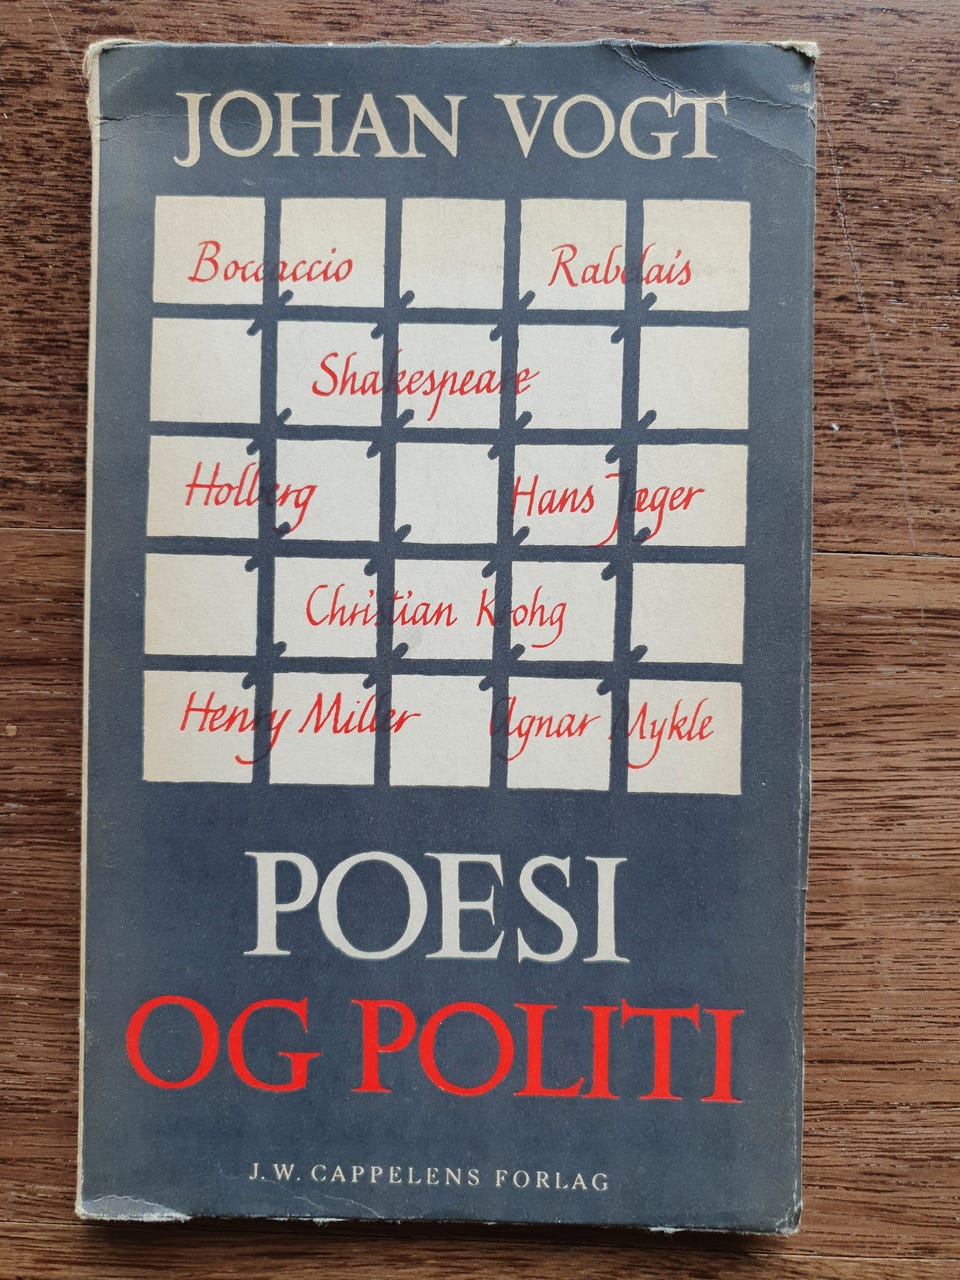 JOHAN VOGT
Boccaccio Rabelais
Shakespeare
Holberg Hans Jæger
Christian Krohg
Henry Miller Agnar Mykle
POESI
OG POLITI
J. W. CAPPELENS FORLAG